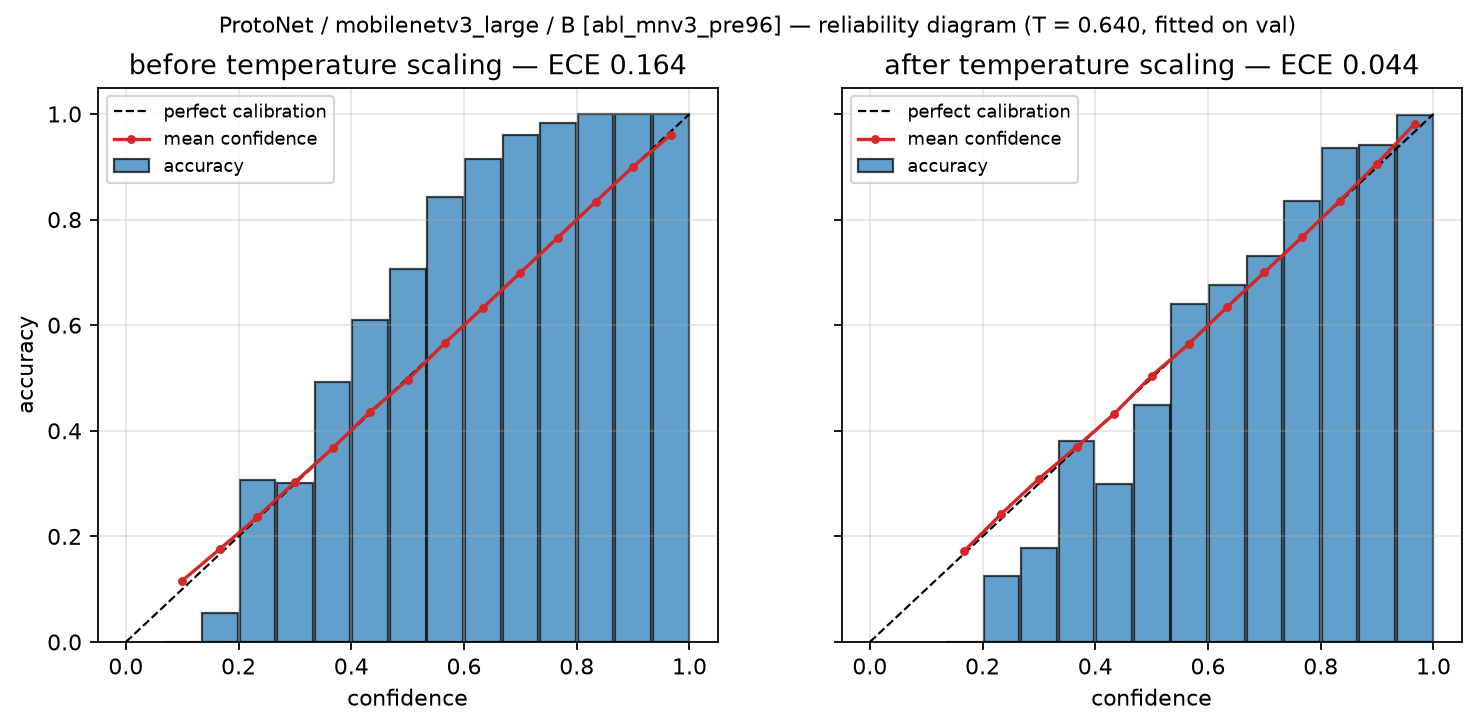 ProtoNet / mobilenetv3_large / B [abl_mnv3_pre96] — reliability diagram (T = 0.640, fitted on val)
before temperature scaling — ECE 0.164
perfect calibration
mean confidence
accuracy
1.0
0.8
0.6
0.4
0.2
0.0
accuracy
0.0 0.2 0.4 0.6 0.8 1.0
confidence
after temperature scaling — ECE 0.044
perfect calibration
mean confidence
accuracy
0.0 0.2 0.4 0.6 0.8 1.0
confidence